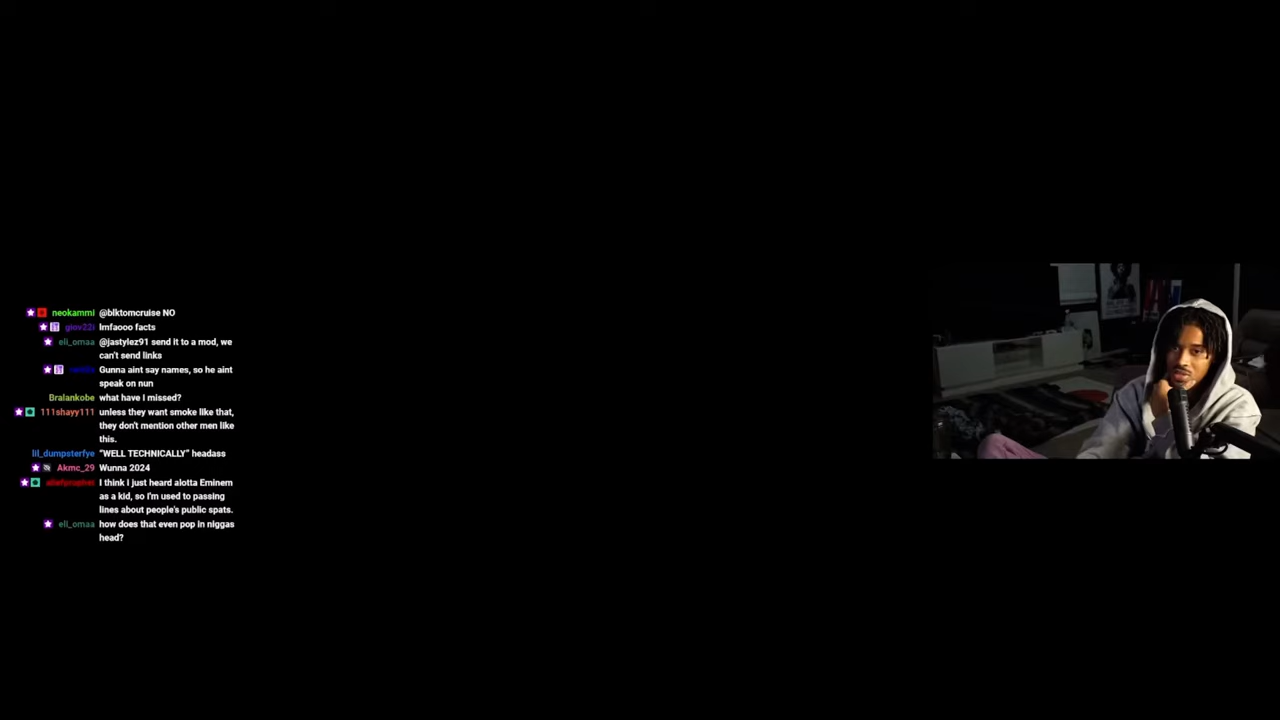 neokammi @blktomcruise NO
giov22i lmfaooo facts
eli_omaa @jastylez91 send it to a mod, we
can't send links
Gunna aint say names, so he aint
speak on nun
Bralankobe what have I missed?
111shayy111 unless they want smoke like that,
they don't mention other men like
this.
lil_dumpsterfye "WELL TECHNICALLY" headass
Akmc_29 Wunna 2024
I think I just heard alotta Eminem
as a kid, so I'm used to passing
lines about people's public spats.
eli_omaa how does that even pop in niggas
head?